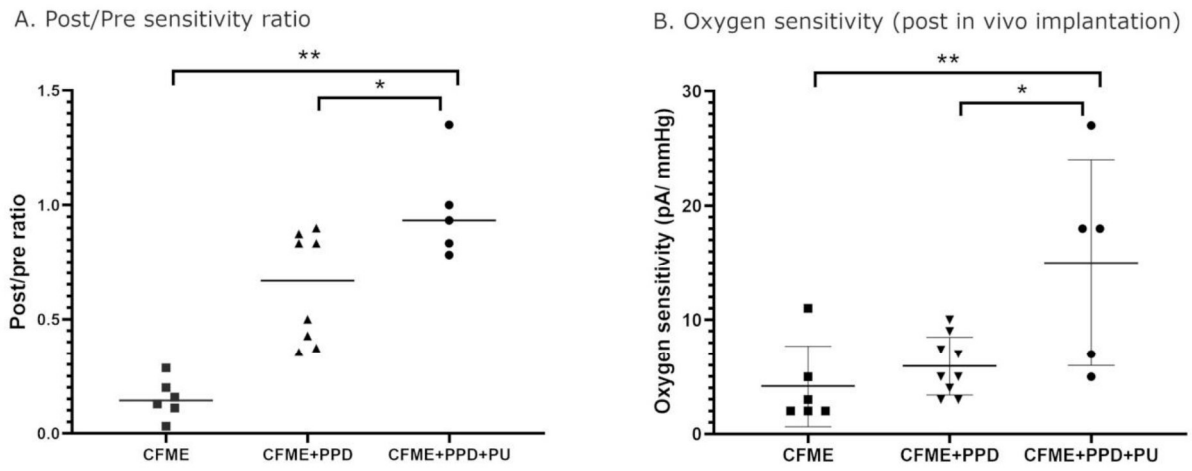 A. Post/Pre sensitivity ratio
**
*
1.5
1.0
0.5
0.0
Post/pre ratio
CFME
CFME+PPD
CFME+PPD+PU
B. Oxygen sensitivity (post in vivo implantation)
**
*
30
20
10
0
Oxygen sensitivity (pA/ mmHg)
CFME
CFME+PPD
CFME+PPD+PU